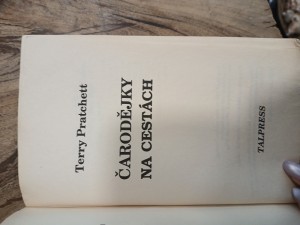 Terry Pratchett
ČARODĚJKY
NA CESTÁCH
TALPRESS